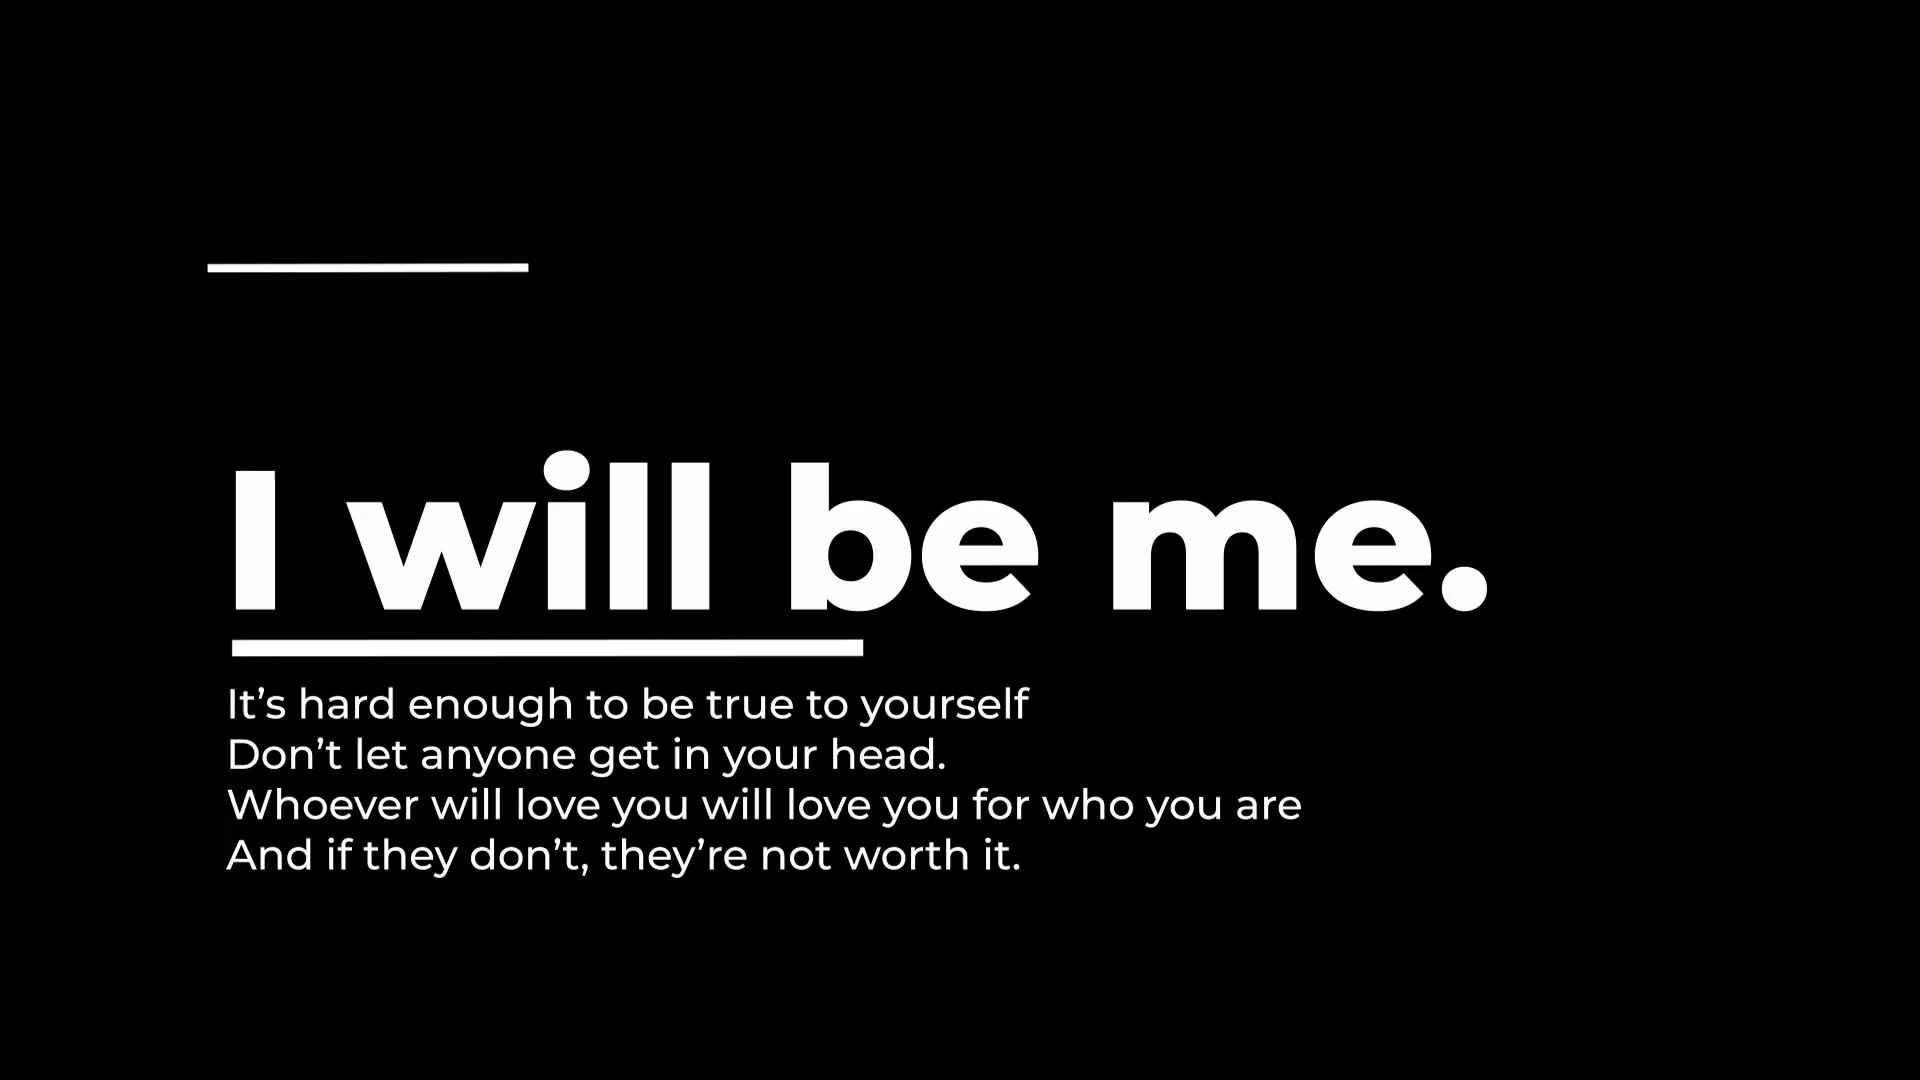 I will be me.
It’s hard enough to be true to yourself
Don’t let anyone get in your head.
Whoever will love you will love you for who you are
And if they don’t, they’re not worth it.